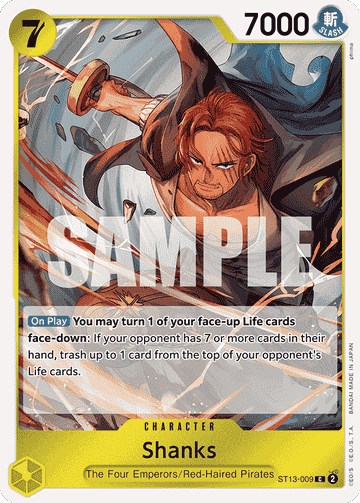 7
7000
斬
SLASH
phima
SAMPLE
On Play You may turn 1 of your face-up Life cards
face-down: If your opponent has 7 or more cards in their
hand, trash up to 1 card from the top of your opponent's
Life cards.
CHARACTER
Shanks
The Four Emperors/Red-Haired Pirates
ST13-009 C 2
©E.O./S. ©E.O./S., T.A. BANDAI MADE IN JAPAN